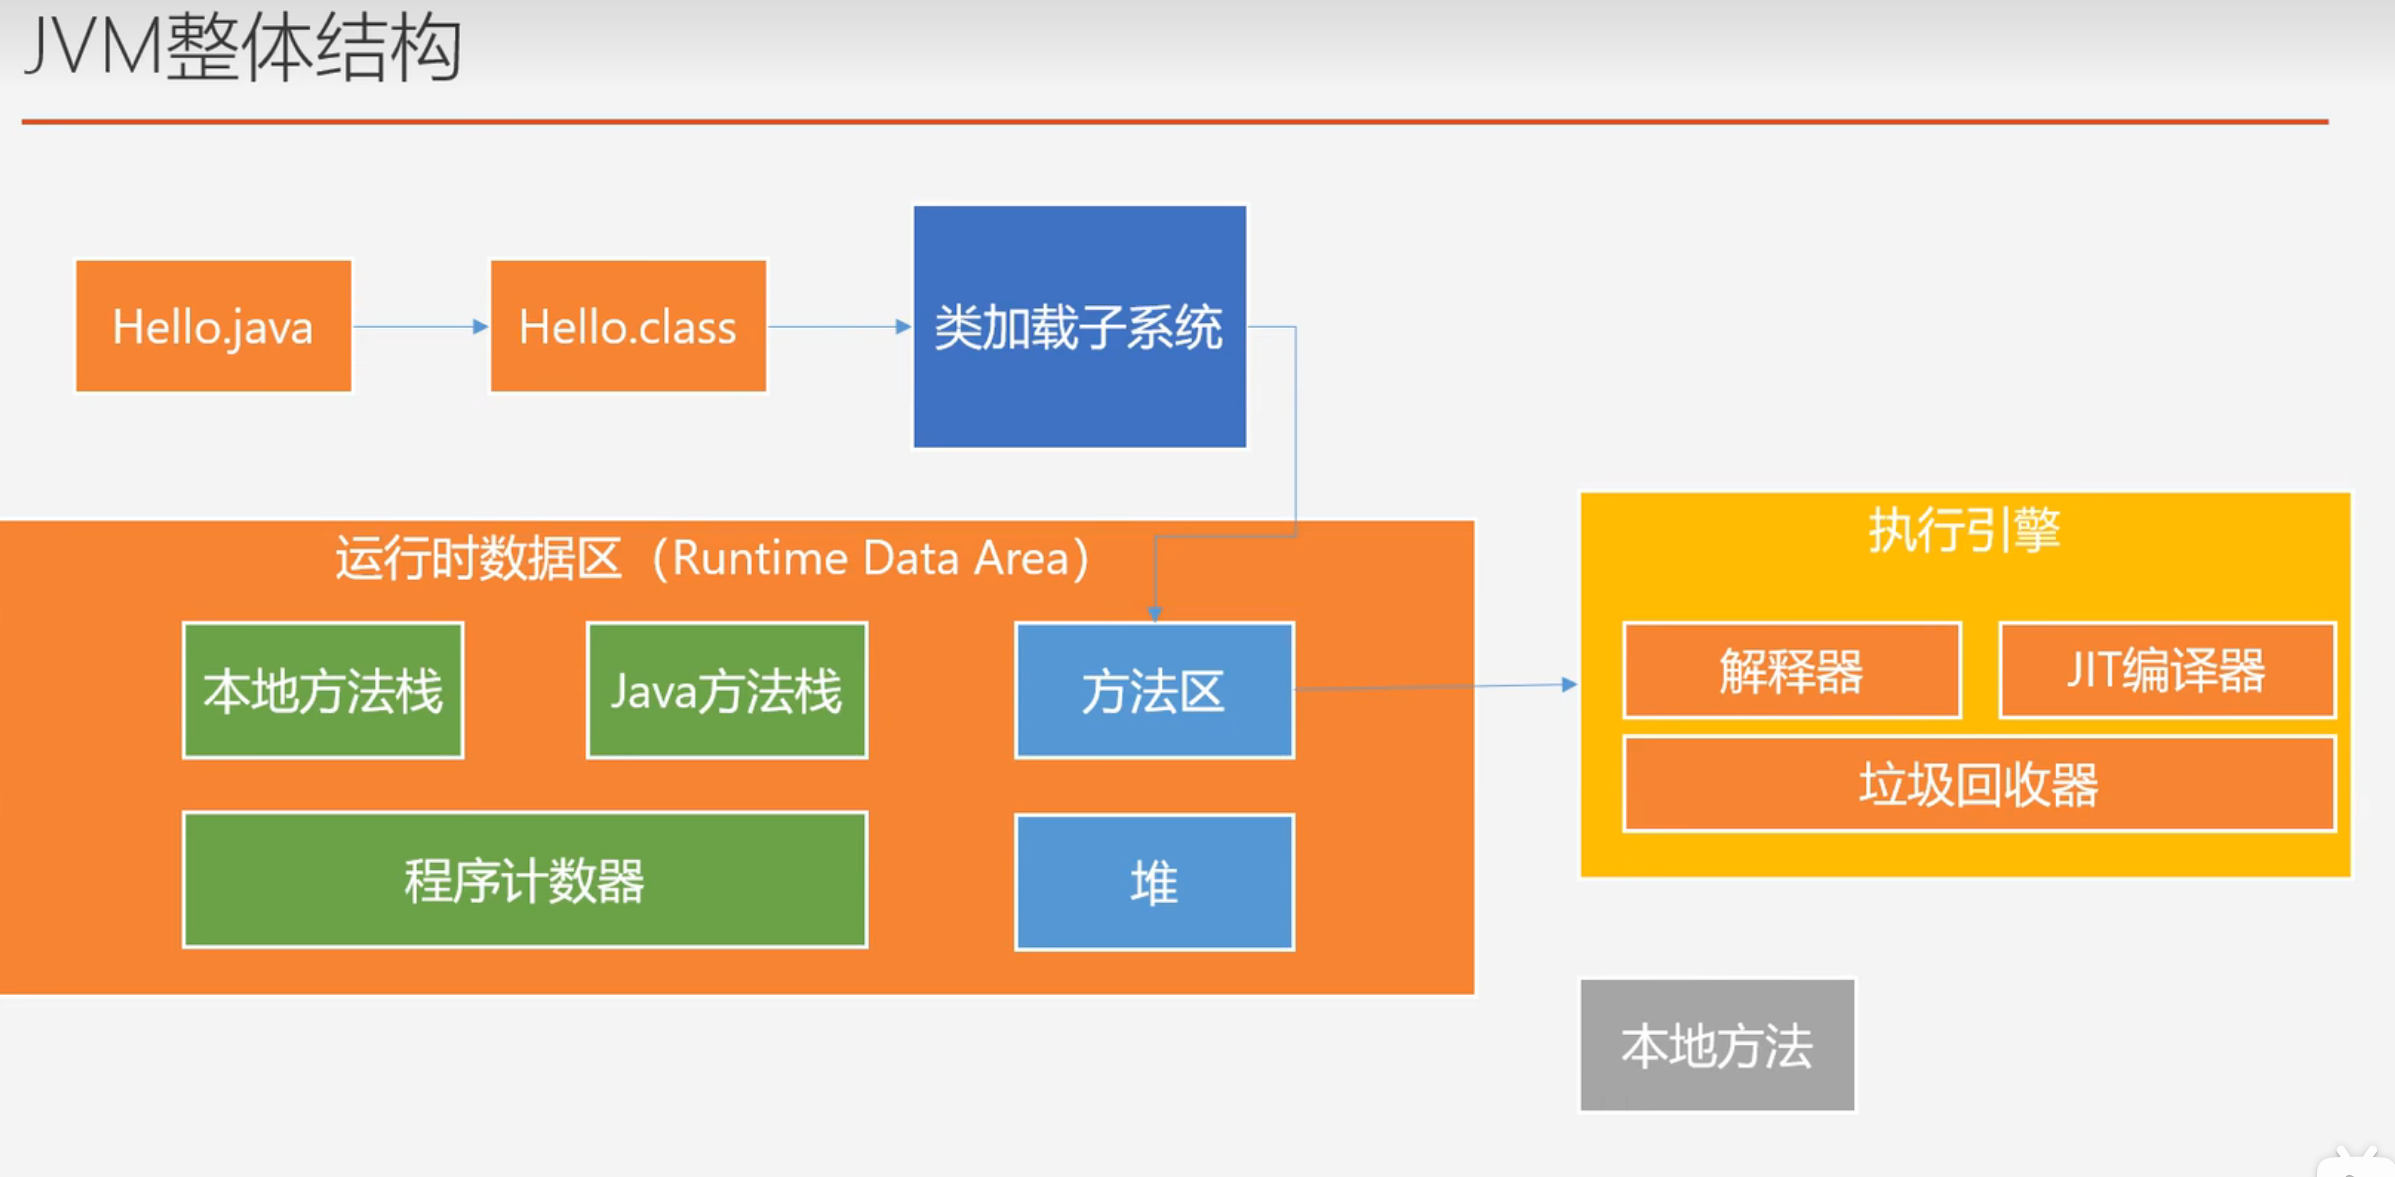 JVM整体结构
Hello.java
Hello.class
类加载子系统
运行时数据区（Runtime Data Area）
本地方法栈
Java方法栈
方法区
程序计数器
堆
执行引擎
解释器
JIT编译器
垃圾回收器
本地方法